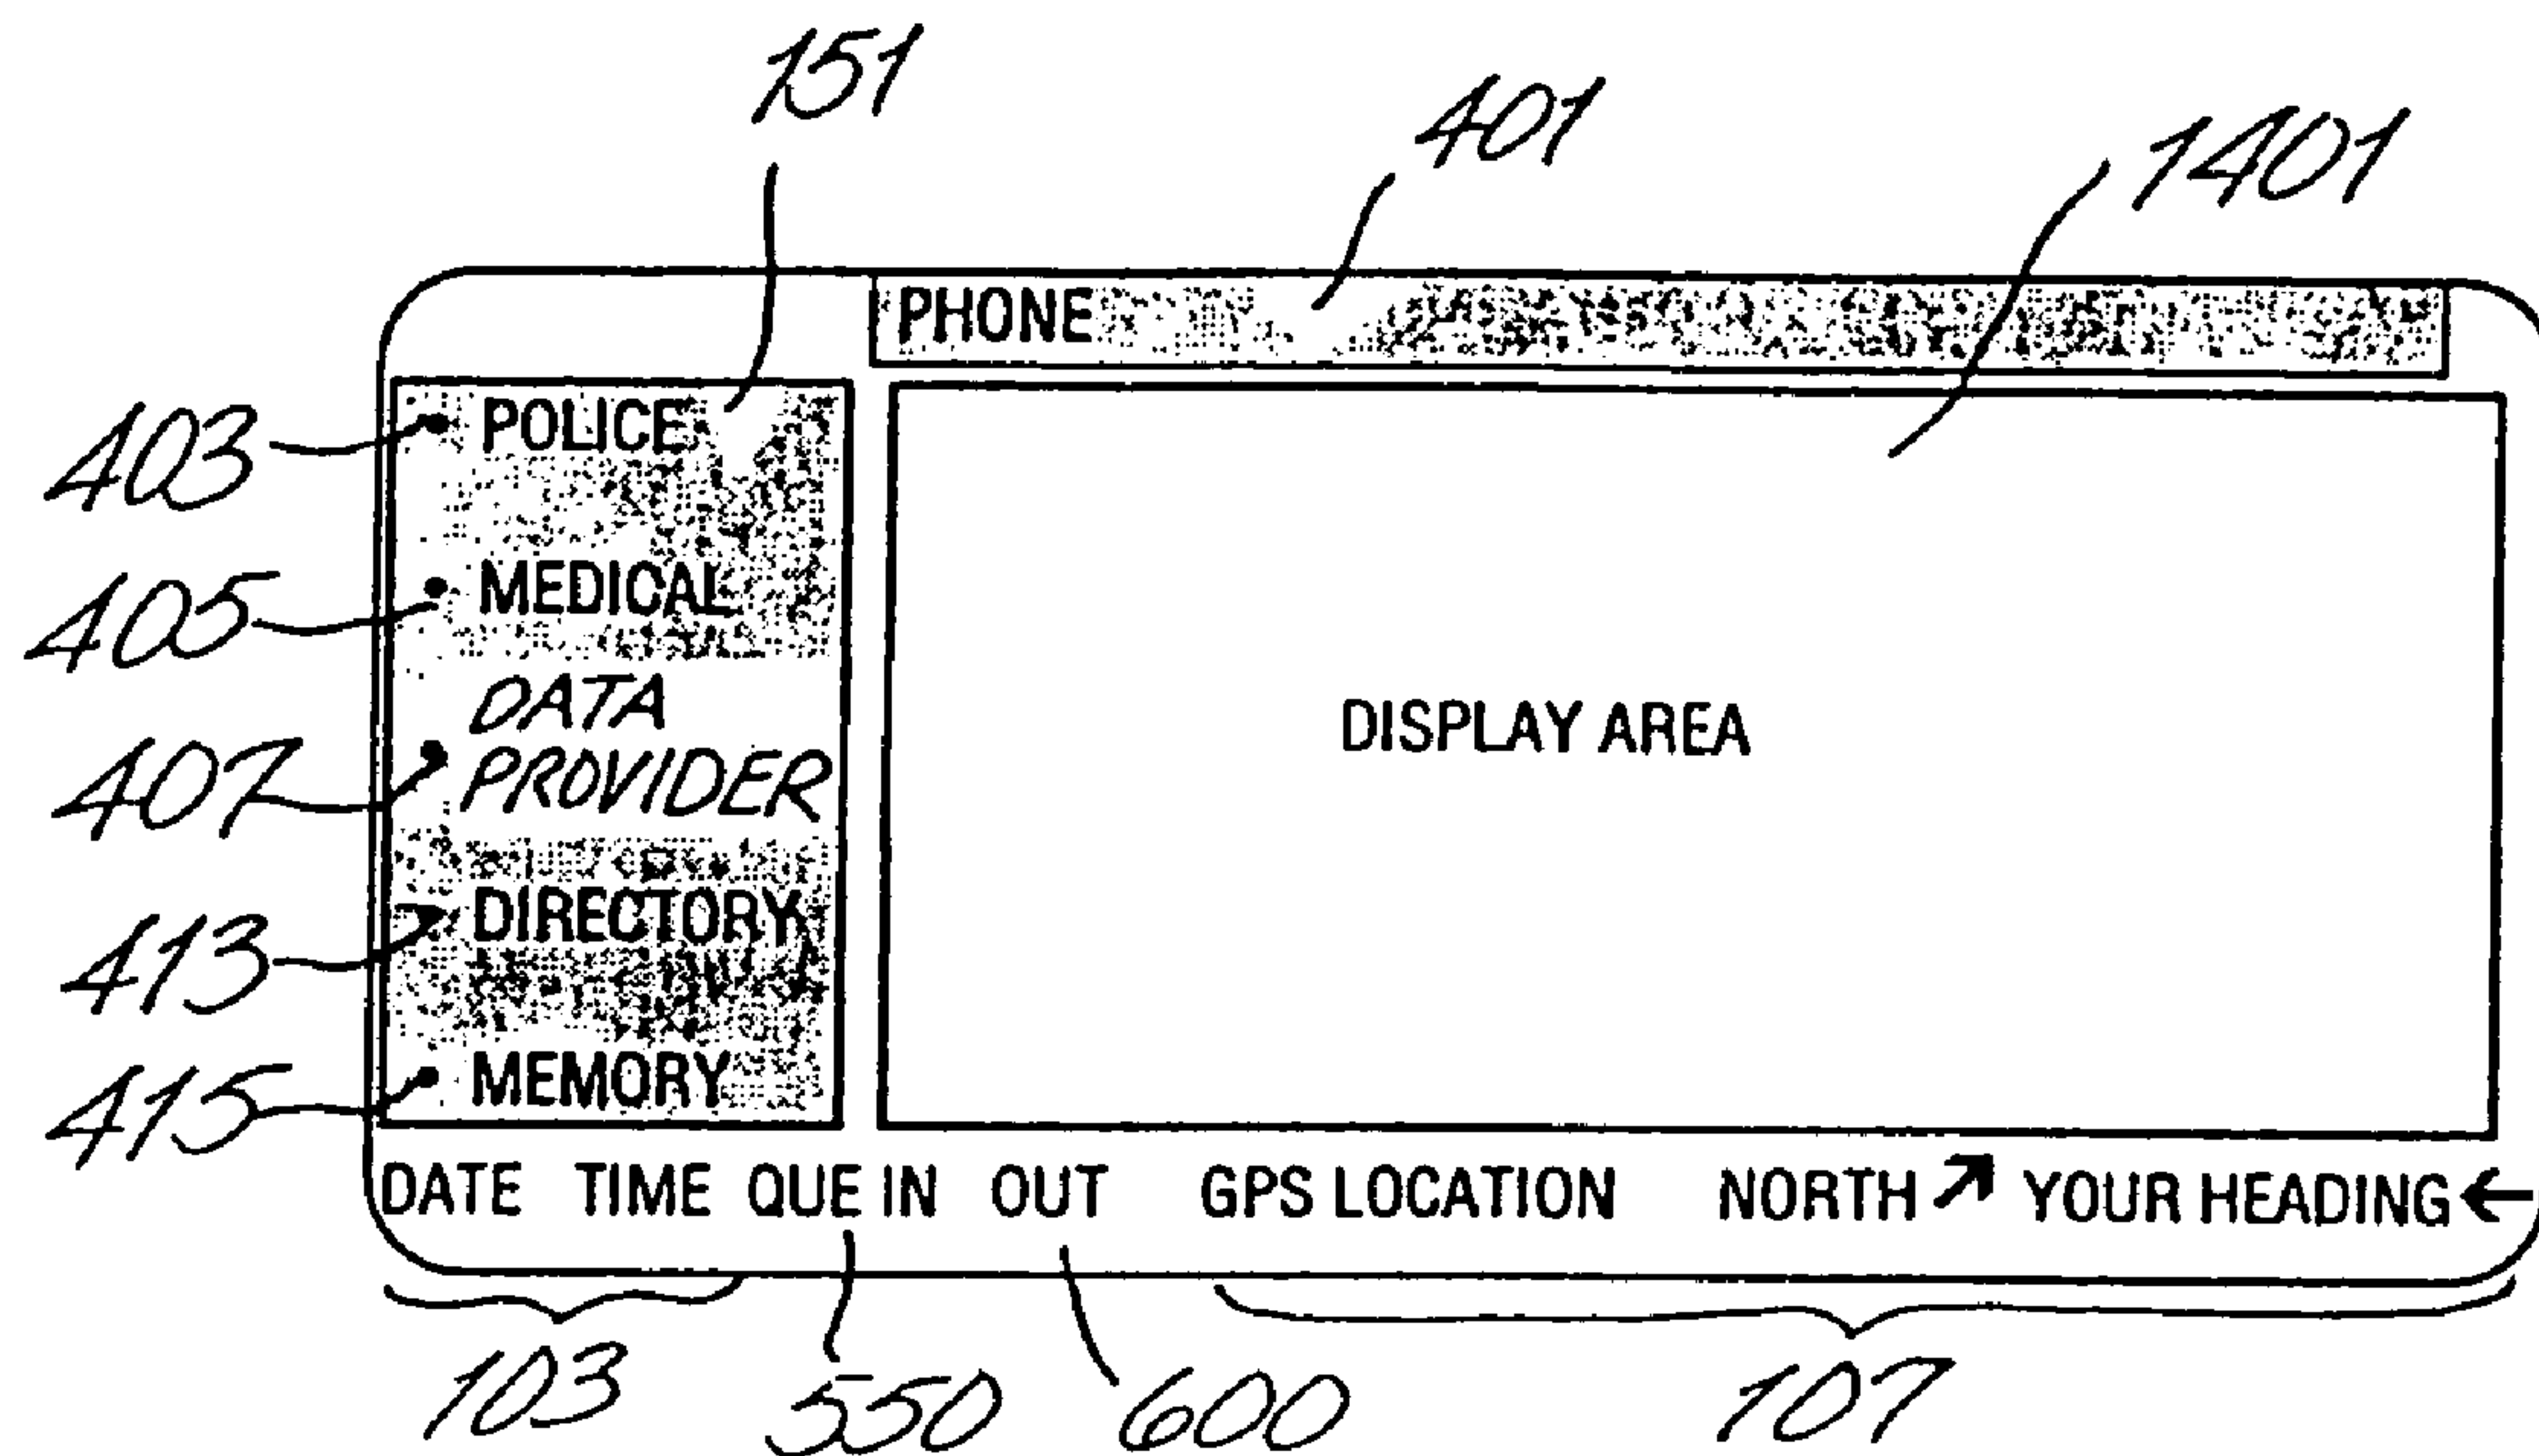 151
401
1401
PHONE
403
POLICE
405
MEDICAL
DATA
407
PROVIDER
DISPLAY AREA
413
DIRECTORY
415
MEMORY
DATE TIME QUE IN OUT GPS LOCATION NORTH ↗ YOUR HEADING ←
103
550
600
107